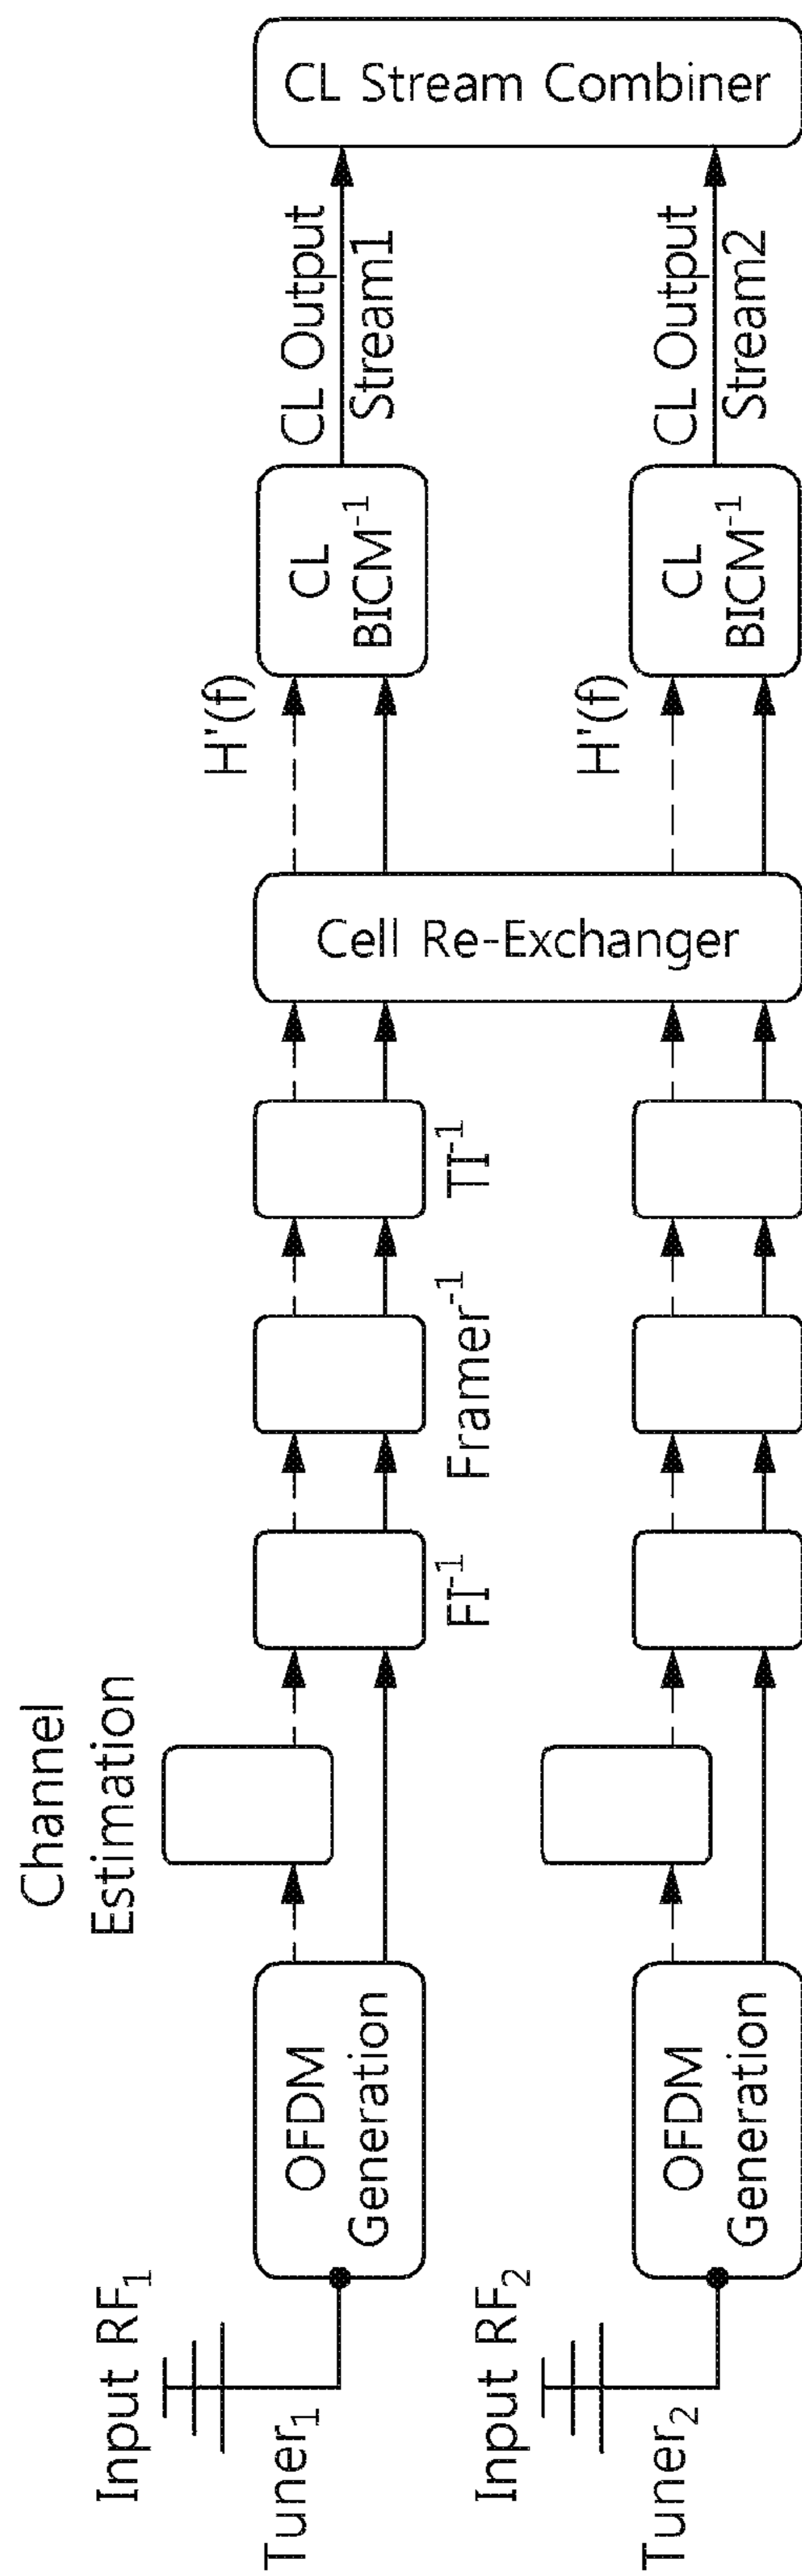 Input RF₁
Tuner₁
OFDM
Generation
Channel
Estimation
FI⁻¹
Framer⁻¹
TI⁻¹
Cell Re-Exchanger
H'(f)
CL
BICM⁻¹
CL Output
Stream1
CL Stream Combiner
Input RF₂
Tuner₂
OFDM
Generation
H'(f)
CL
BICM⁻¹
CL Output
Stream2